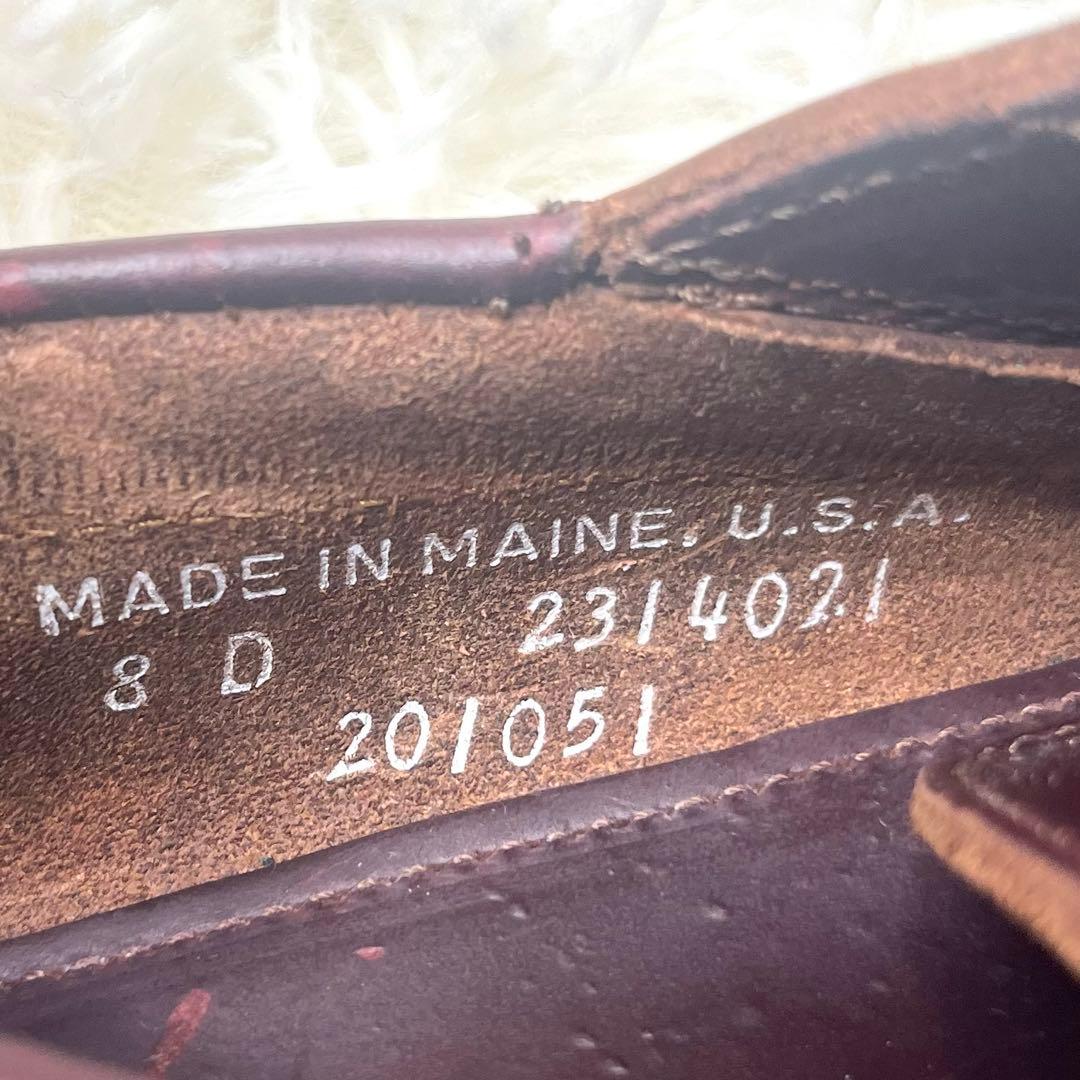 MADE IN MAINE. U.S.A.
8 D 2314021
201051